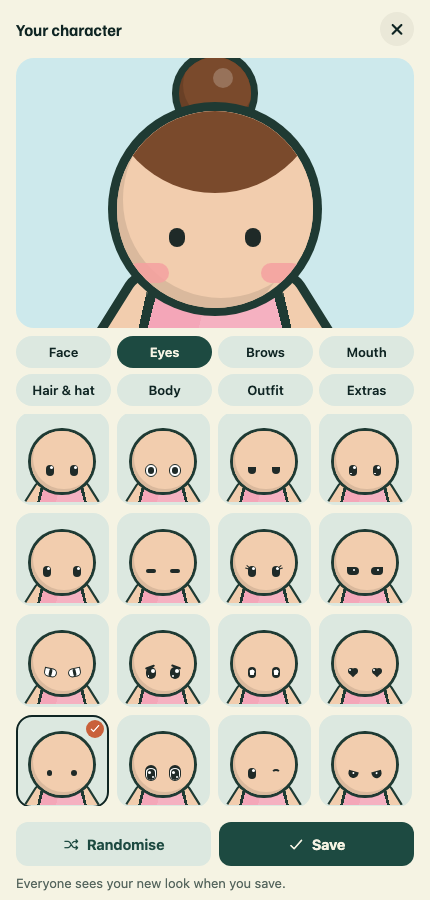 Your character
Face
Eyes
Brows
Mouth
Hair & hat
Body
Outfit
Extras
Randomise
Save
Everyone sees your new look when you save.